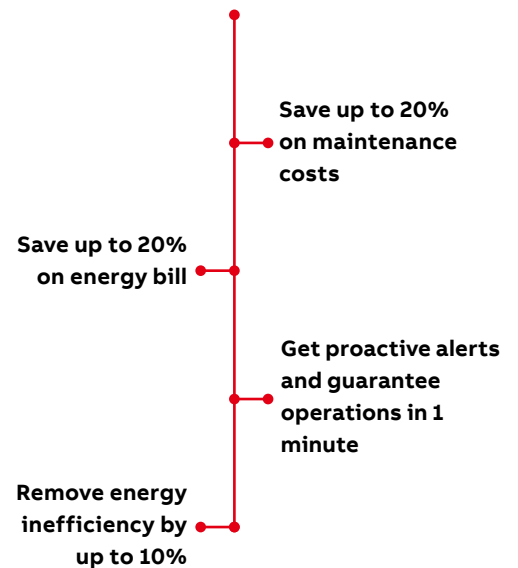 Save up to 20%
on maintenance
costs
Save up to 20%
on energy bill
Get proactive alerts
and guarantee
operations in 1
minute
Remove energy
inefficiency by
up to 10%